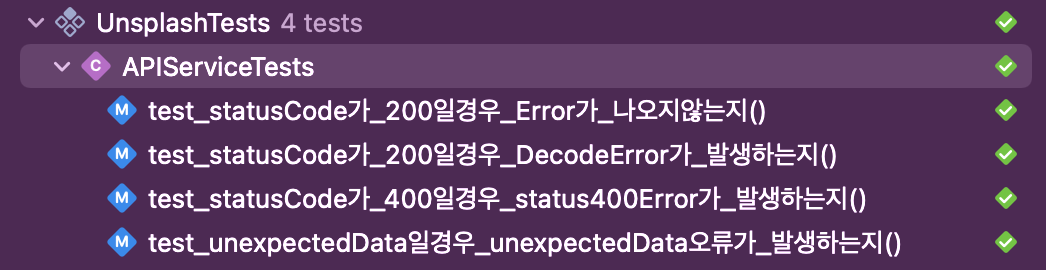 UnsplashTests 4 tests
C APIServiceTests
M test_statusCode가_200일경우_Error가_나오지않는지()
M test_statusCode가_200일경우_DecodeError가_발생하는지()
M test_statusCode가_400일경우_status400Error가_발생하는지()
M test_unexpectedData일경우_unexpectedData오류가_발생하는지()